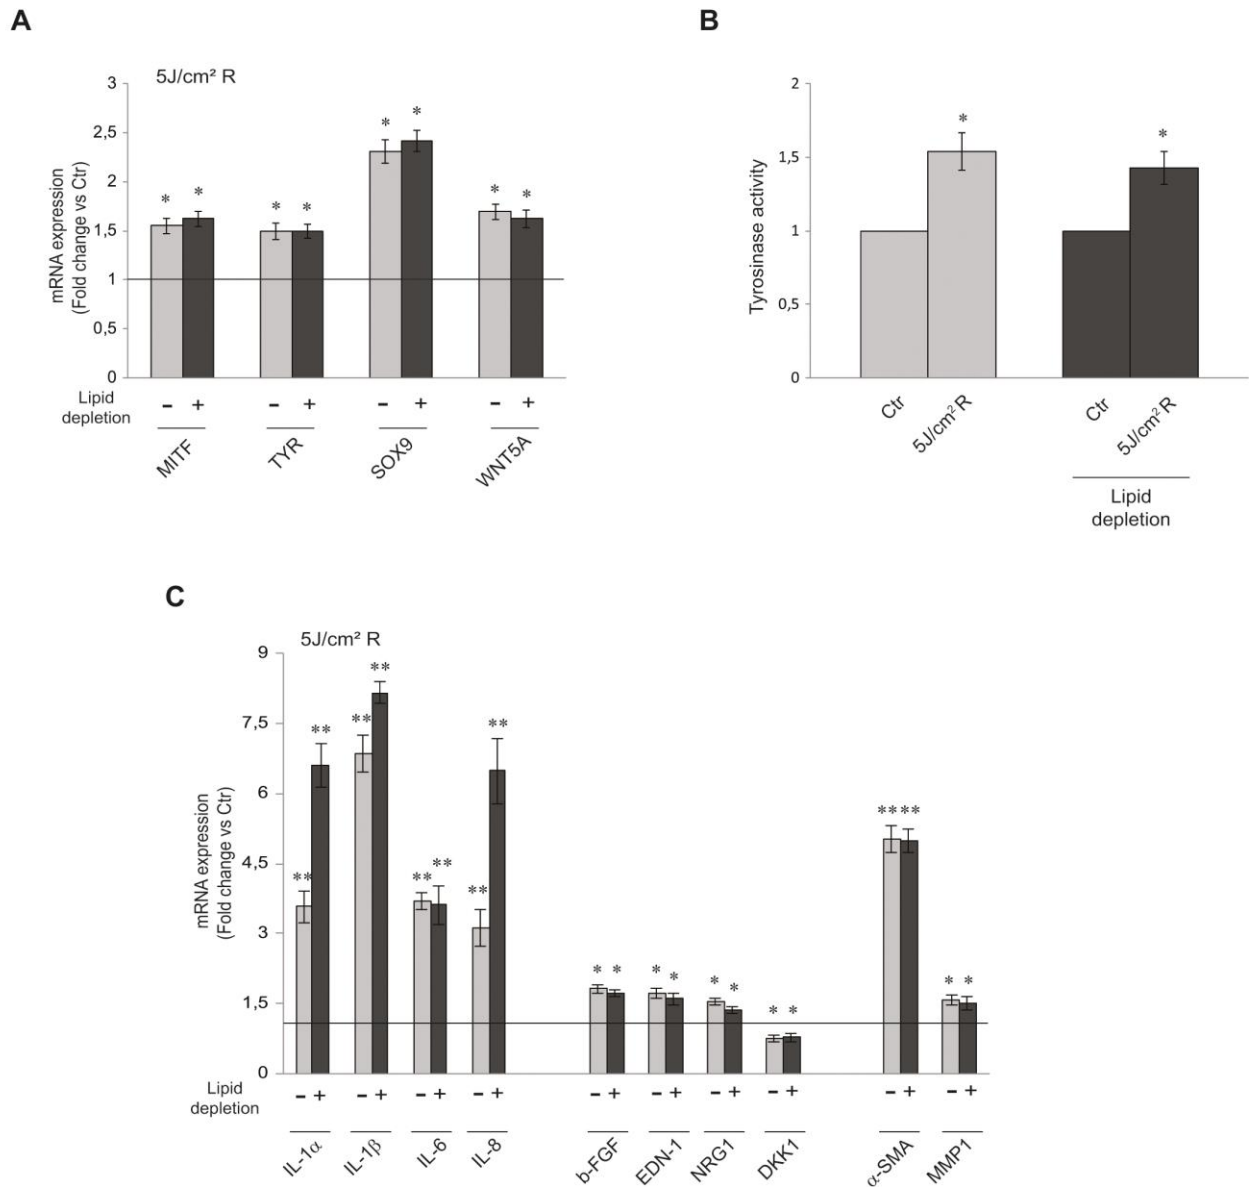 A
5J/cm² R
mRNA expression
(Fold change vs Ctr)
3
2,5
2
1,5
1
0,5
0
* * * * * * * *
Lipid
depletion
− + − + − + − +
MITF TYR SOX9 WNT5A
B
Tyrosinase activity
2
1,5
1
0,5
0
* *
Ctr 5J/cm² R Ctr 5J/cm² R
Lipid
depletion
C
5J/cm² R
mRNA expression
(Fold change vs Ctr)
9
7,5
6
4,5
3
1,5
0
** ** ** ** ** ** ** ** * * * * * * * * ** ** * *
Lipid
depletion
− + − + − + − + − + − + − + − + − + − +
IL-1α IL-1β IL-6 IL-8 b-FGF EDN-1 NRG1 DKK1 α-SMA MMP1